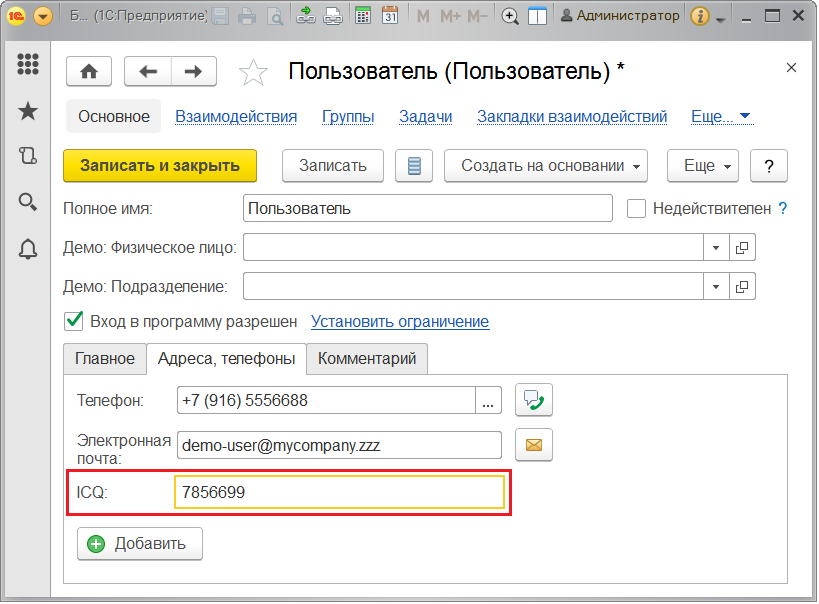 1С Б... (1С:Предприятие) M M+ M- Администратор
Пользователь (Пользователь) *
Основное Взаимодействия Группы Задачи Закладки взаимодействий Еще...
Записать и закрыть Записать Создать на основании Еще ?
Полное имя: Пользователь Недействителен ?
Демо: Физическое лицо:
Демо: Подразделение:
Вход в программу разрешен Установить ограничение
Главное Адреса, телефоны Комментарий
Телефон: +7 (916) 5556688 ...
Электронная
почта: demo-user@mycompany.zzz
ICQ: 7856699
Добавить